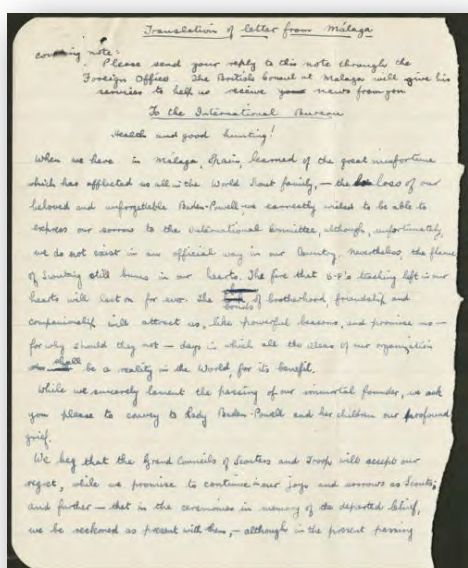 Translation of letter from Málaga
covering note:
Please send your reply to this note through the
Foreign Office. The British Consul at Malaga will give his
services to help us receive your news from you
To the International Bureau
Health and good hunting!
When we here in Málaga, Spain, learned of the great misfortune
which has afflicted us all in the World Scout family, – the loss of our
beloved and unforgettable Baden-Powell, we earnestly wished to be able to
express our sorrow to the International Committee, although, unfortunately,
we do not exist in an official way in our Country. Nevertheless, the flame
of Scouting still burns in our hearts. The fire that B-P's teaching left in our
hearts will last on for ever. The bonds of brotherhood, friendship and
companionship will attract us, like powerful beacons, and promise us –
for why should they not – days in which all the ideas of our organization
shall be a reality in the World, for its benefit.
While we sincerely lament the passing of our immortal founder, we ask
you please to convey to Lady Baden-Powell and her children our profound
grief.
We beg that the Grand Councils of Scouters and Troops will accept our
regret, while we promise to continue in our joys and sorrows as Scouts;
and further – that in the ceremonies in memory of the departed Chief,
we be reckoned as present with them, – although in the present passing